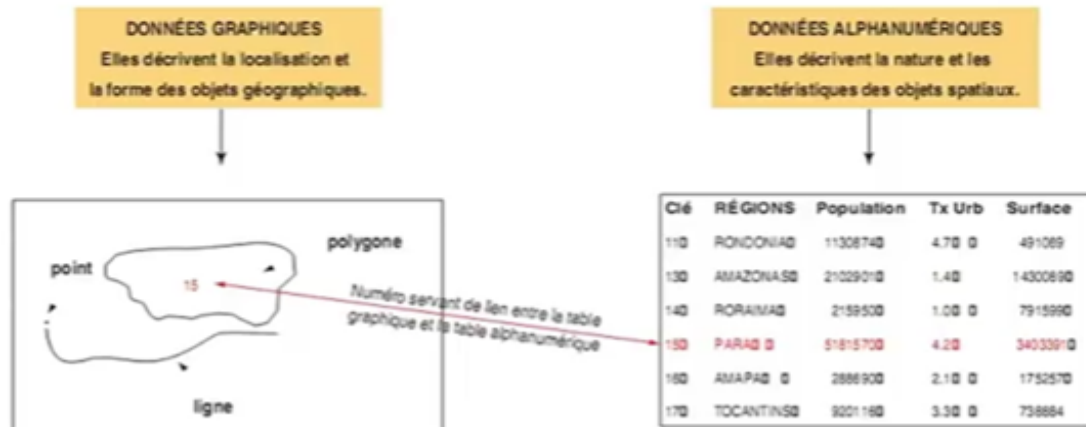 DONNÉES GRAPHIQUES
Elles décrivent la localisation et
la forme des objets géographiques.
DONNÉES ALPHANUMÉRIQUES
Elles décrivent la nature et les
caractéristiques des objets spatiaux.
polygone
point
15
ligne
Numéro servant de lien entre la table
graphique et la table alphanumérique
Clé RÉGIONS Population Tx Urb Surface
11 RONDONIA 1130874 4.7 491069
13 AMAZONAS 2102901 1.4 1430089
14 RORAIMA 215950 1.0 791599
15 PARA 5181570 4.2 3403391
16 AMAPA 288690 2.1 175257
17 TOCANTINS 920116 3.3 738884